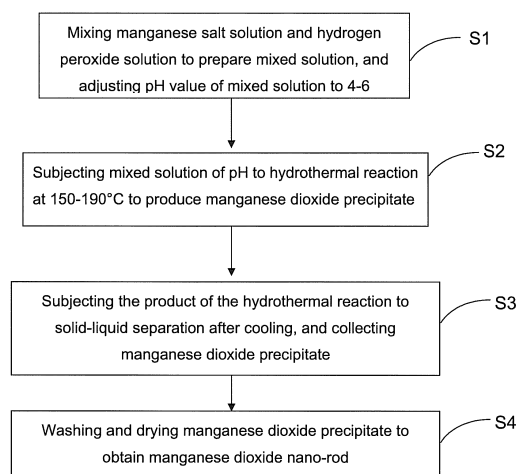 Mixing manganese salt solution and hydrogen
peroxide solution to prepare mixed solution, and
adjusting pH value of mixed solution to 4-6
S1
Subjecting mixed solution of pH to hydrothermal reaction
at 150-190°C to produce manganese dioxide precipitate
S2
Subjecting the product of the hydrothermal reaction to
solid-liquid separation after cooling, and collecting
manganese dioxide precipitate
S3
Washing and drying manganese dioxide precipitate to
obtain manganese dioxide nano-rod
S4